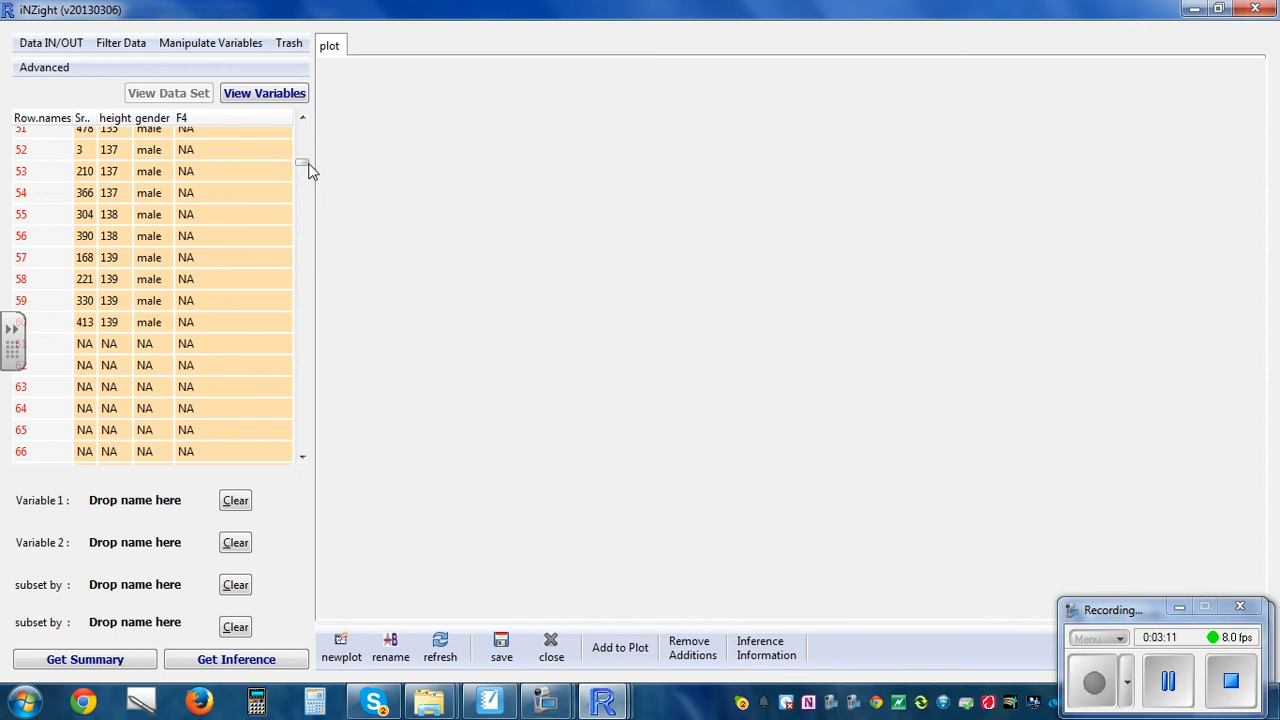 iNZight (v20130306)
Data IN/OUT Filter Data Manipulate Variables Trash
plot
Advanced
View Data Set View Variables
Row.names Sr.. height gender F4
51 478 135 male NA
52 3 137 male NA
53 210 137 male NA
54 366 137 male NA
55 304 138 male NA
56 390 138 male NA
57 168 139 male NA
58 221 139 male NA
59 330 139 male NA
413 139 male NA
NA NA NA NA
NA NA NA NA
63 NA NA NA NA
64 NA NA NA NA
65 NA NA NA NA
66 NA NA NA NA
Variable 1 : Drop name here Clear
Variable 2 : Drop name here Clear
subset by : Drop name here Clear
subset by : Drop name here Clear
Get Summary Get Inference
newplot rename refresh save close Add to Plot Remove Additions Inference Information
Recording...
Menu 0:03:11 8.0 fps